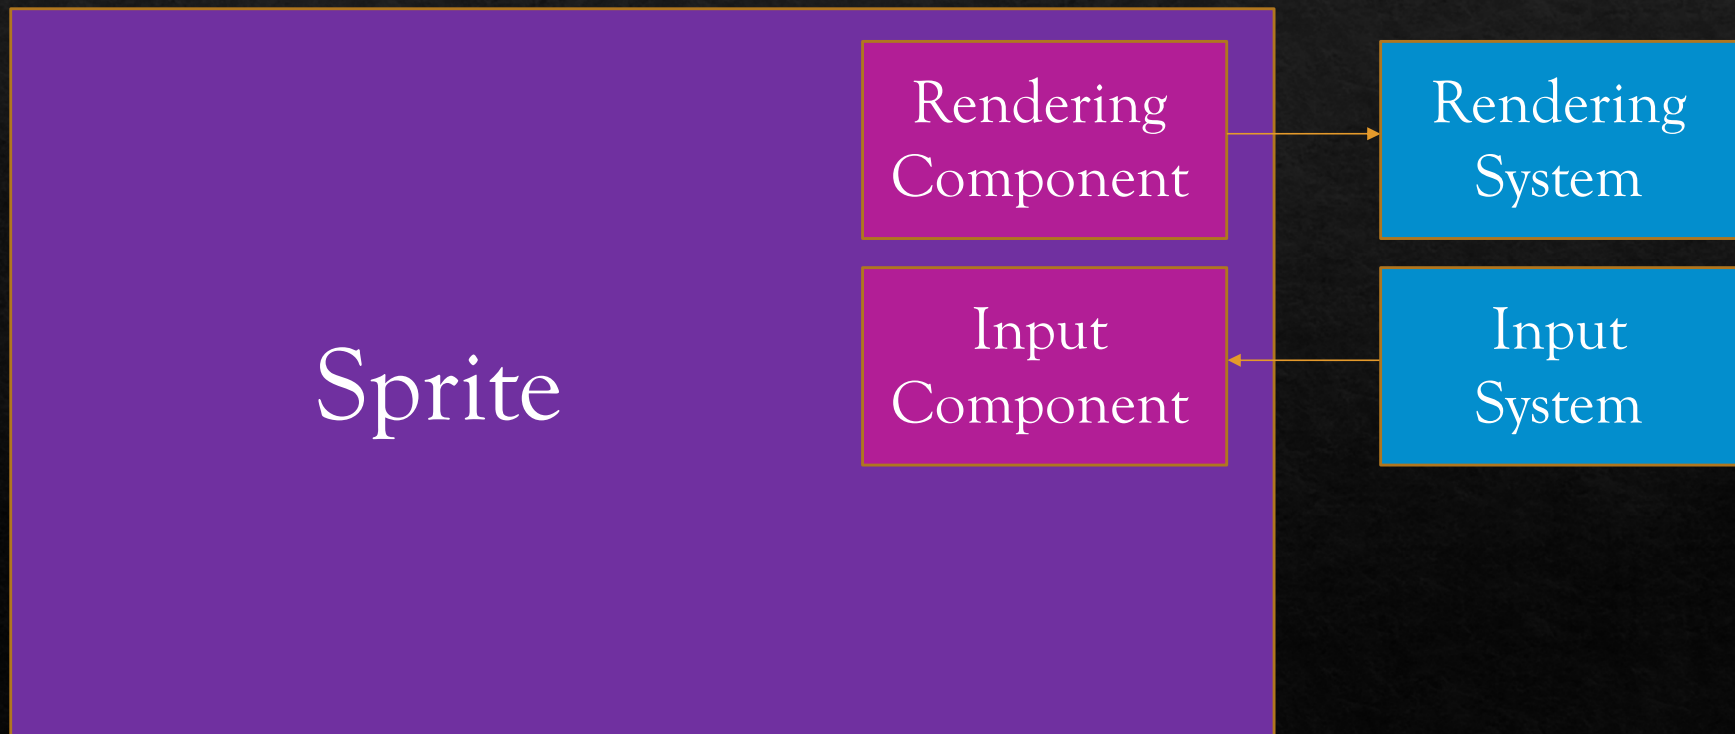 Rendering
Component
Rendering
System
Sprite
Input
Component
Input
System